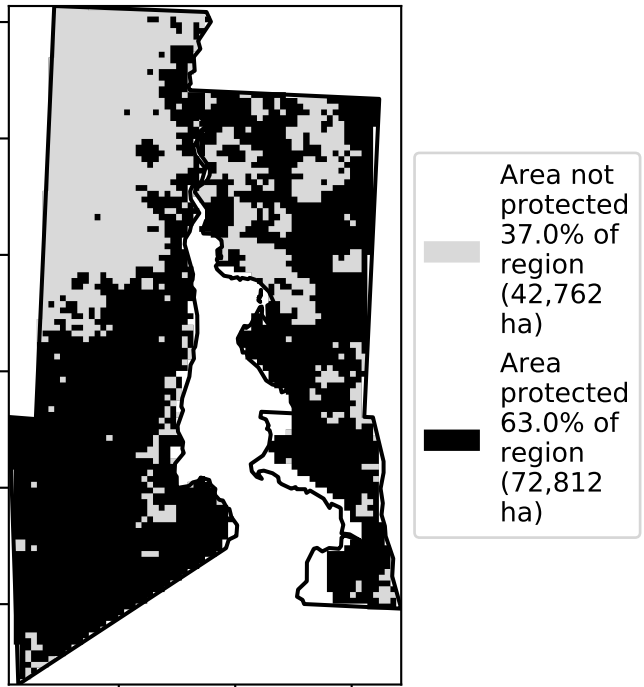 Area not
protected
37.0% of
region
(42,762
ha)
Area
protected
63.0% of
region
(72,812
ha)